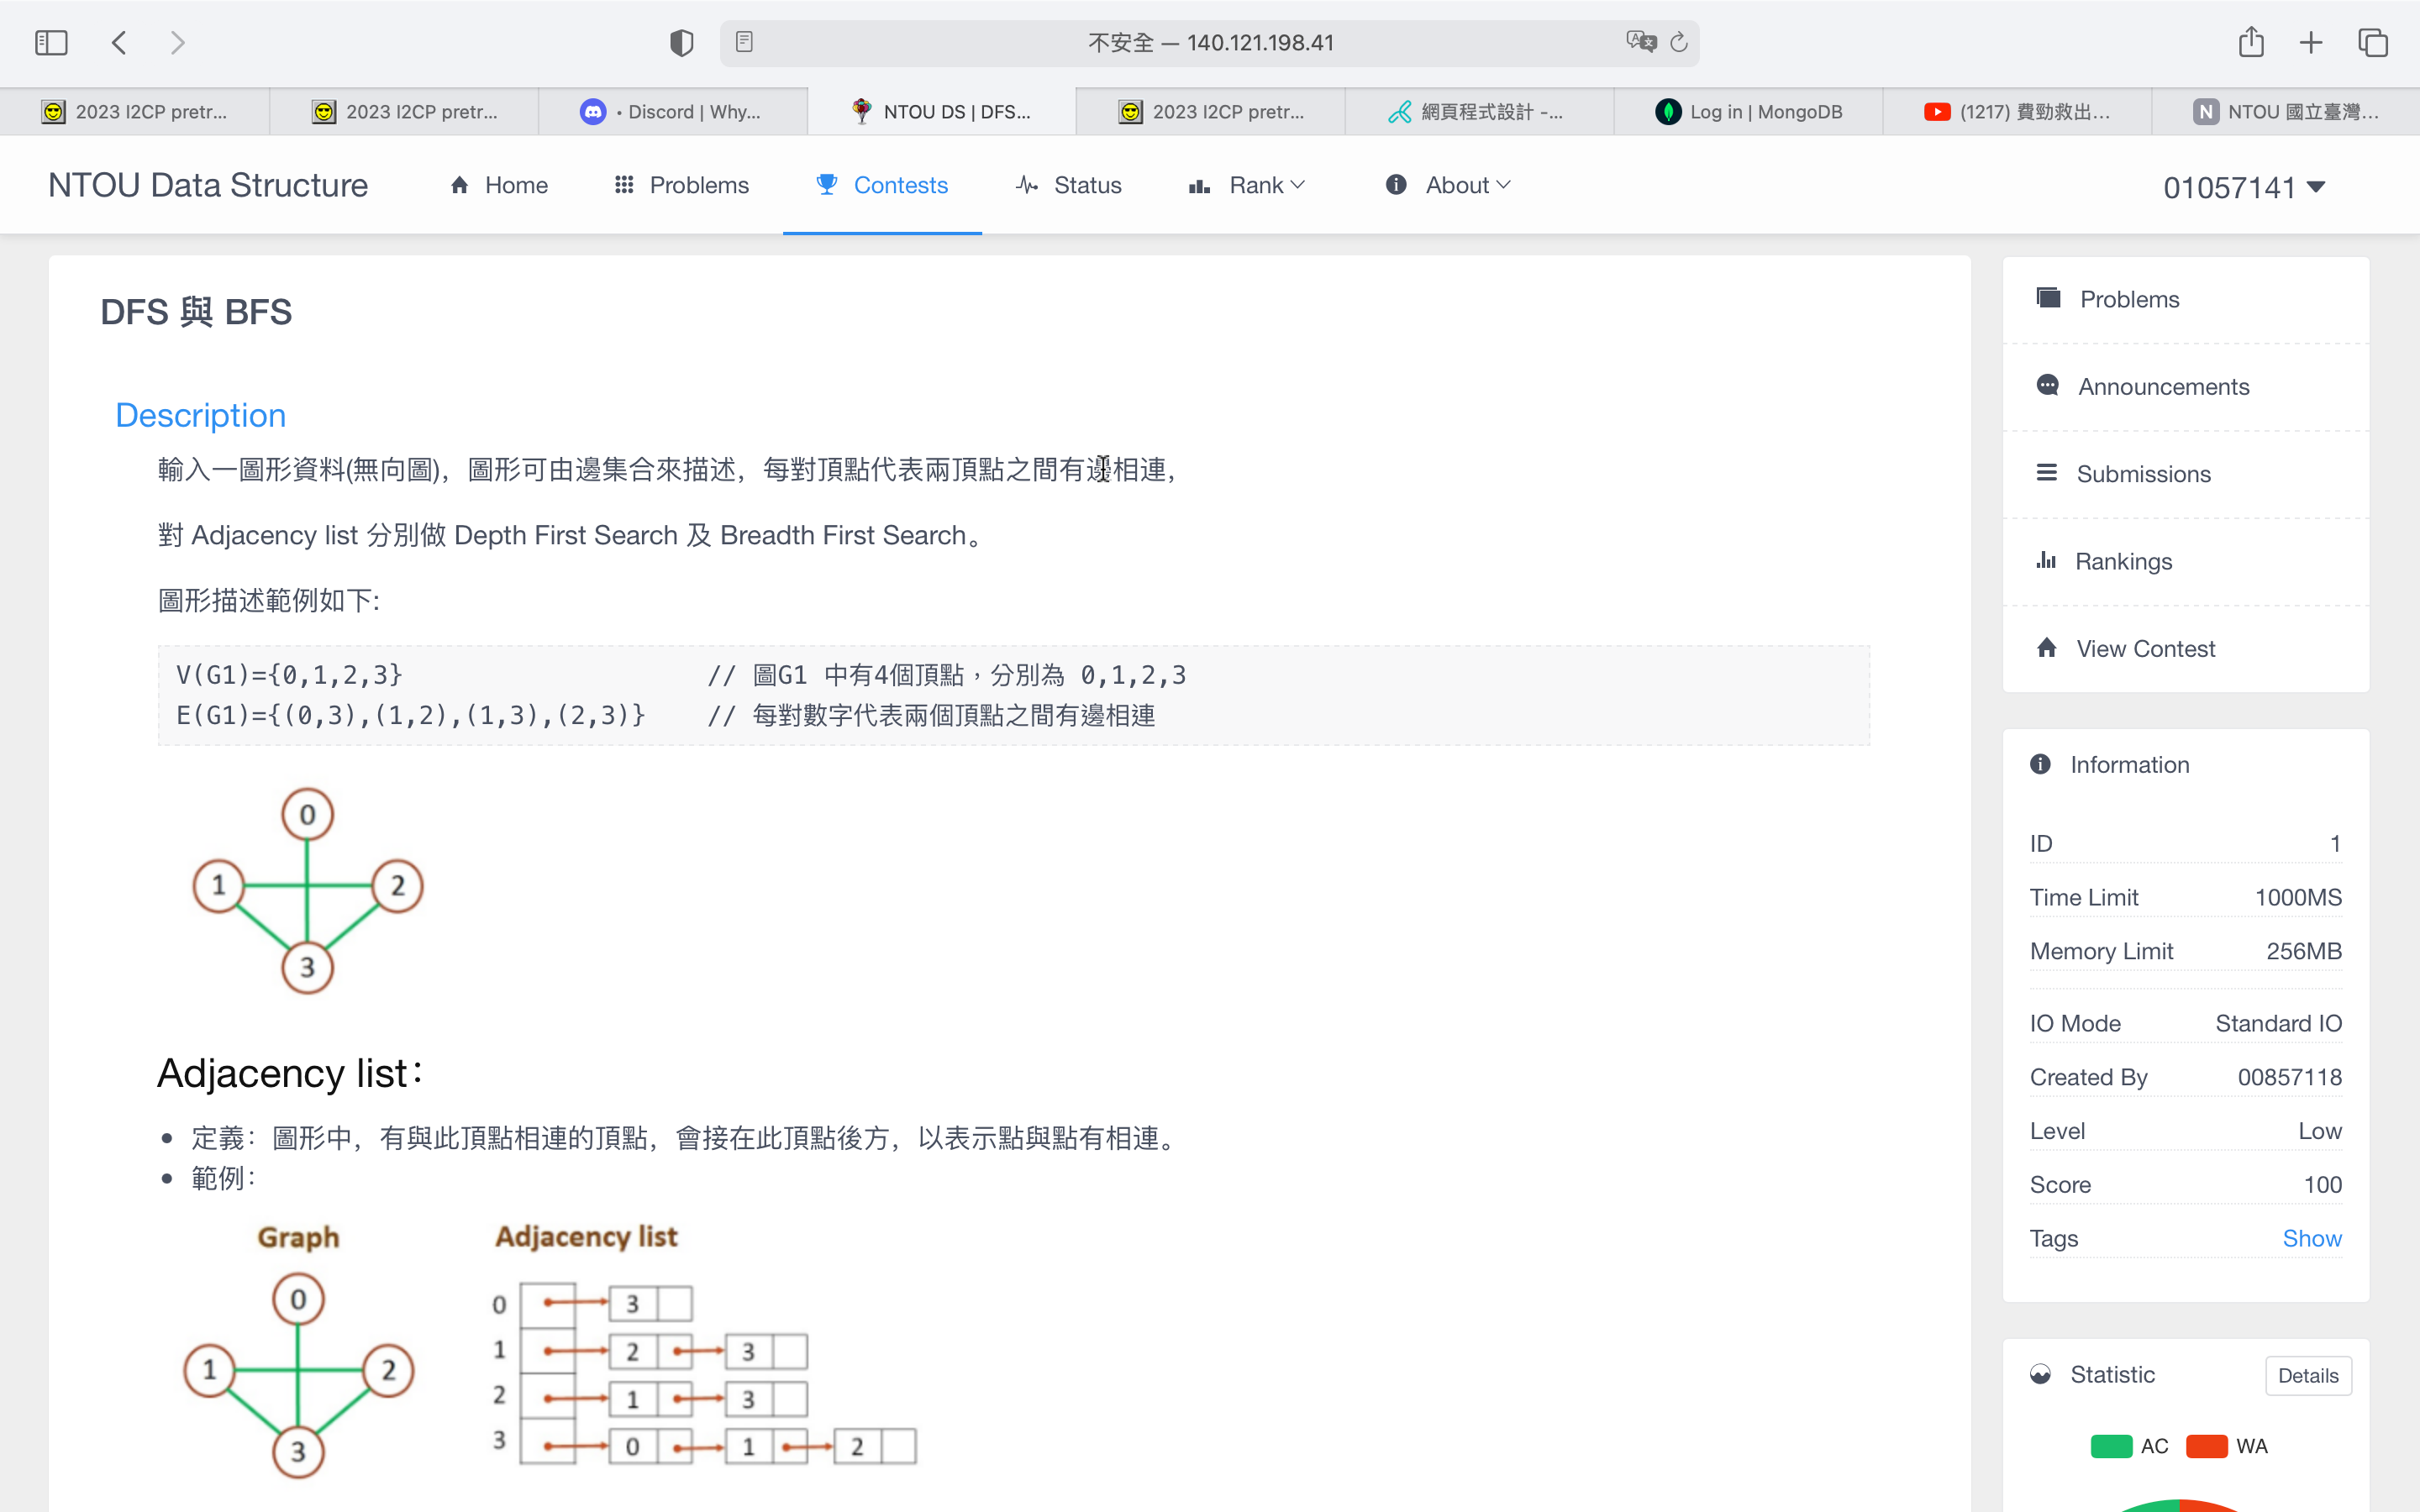 不安全 — 140.121.198.41
2023 I2CP pretr...
2023 I2CP pretr...
• Discord | Why...
NTOU DS | DFS...
2023 I2CP pretr...
網頁程式設計 -...
Log in | MongoDB
(1217) 費勁救出...
N NTOU 國立臺灣...
NTOU Data Structure
Home
Problems
Contests
Status
Rank
About
01057141
DFS 與 BFS
Description
輸入一圖形資料(無向圖)，圖形可由邊集合來描述，每對頂點代表兩頂點之間有邊相連，
對 Adjacency list 分別做 Depth First Search 及 Breadth First Search。
圖形描述範例如下:
V(G1)={0,1,2,3} // 圖G1 中有4個頂點，分別為 0,1,2,3
E(G1)={(0,3),(1,2),(1,3),(2,3)} // 每對數字代表兩個頂點之間有邊相連
0
1 2
3
Adjacency list：
• 定義：圖形中，有與此頂點相連的頂點，會接在此頂點後方，以表示點與點有相連。
• 範例：
Graph
0
1 2
3
Adjacency list
0 3
1 2 3
2 1 3
3 0 1 2
Problems
Announcements
Submissions
Rankings
View Contest
Information
ID 1
Time Limit 1000MS
Memory Limit 256MB
IO Mode Standard IO
Created By 00857118
Level Low
Score 100
Tags Show
Statistic Details
AC WA